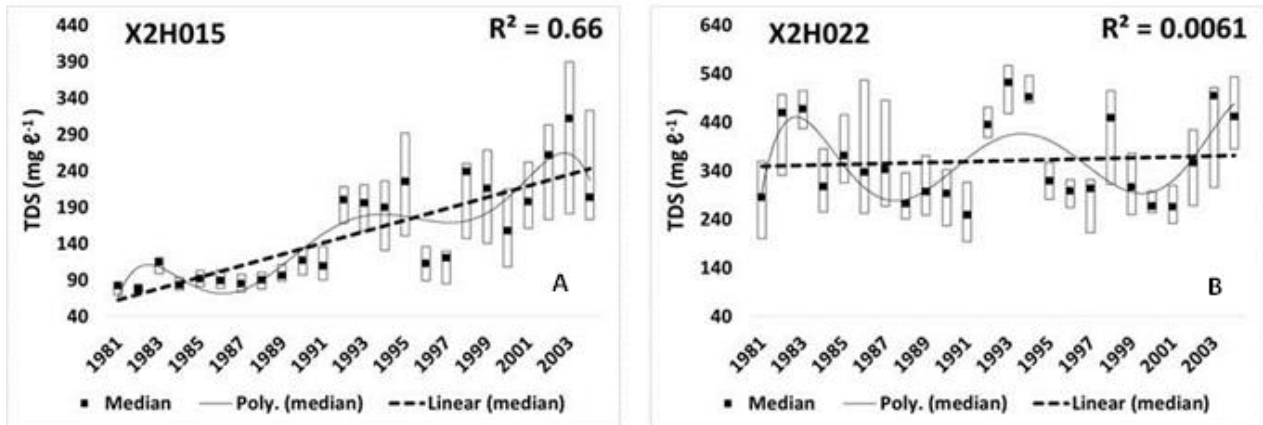 X2H015
R² = 0.66
TDS (mg ℓ⁻¹)
440
390
340
290
240
190
140
90
40
A
1981
1983
1985
1987
1989
1991
1993
1995
1997
1999
2001
2003
Median
Poly. (median)
Linear (median)
X2H022
R² = 0.0061
TDS (mg ℓ⁻¹)
640
540
440
340
240
140
40
B
1981
1983
1985
1987
1989
1991
1993
1995
1997
1999
2001
2003
Median
Poly. (median)
Linear (median)